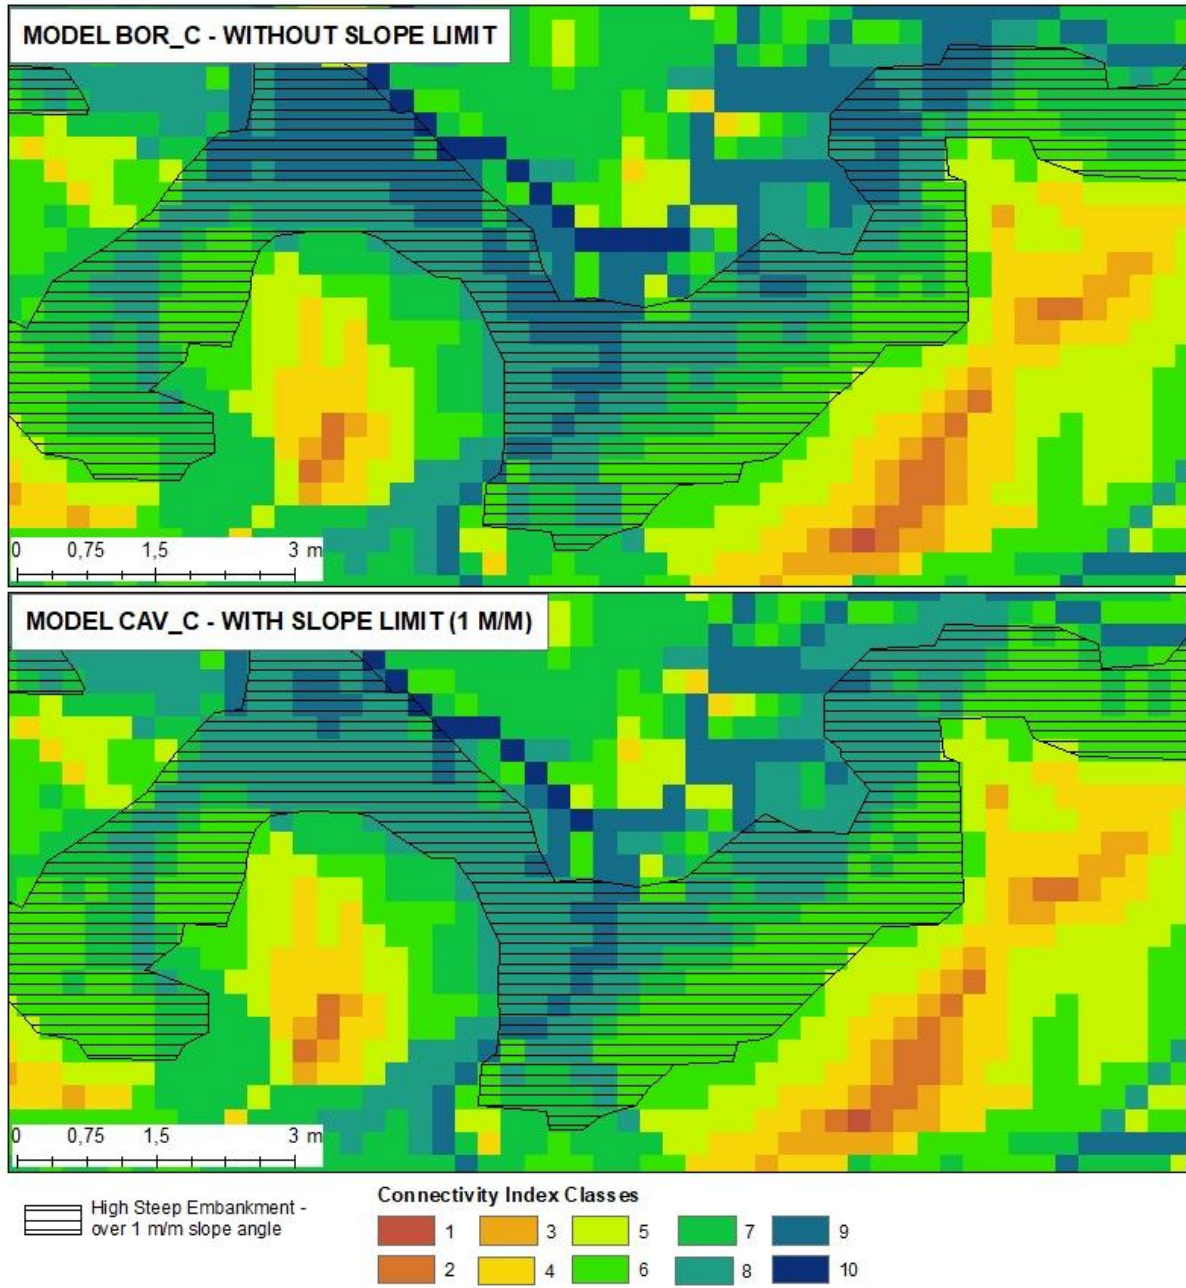 MODEL BOR_C - WITHOUT SLOPE LIMIT
0 0,75 1,5 3 m
MODEL CAV_C - WITH SLOPE LIMIT (1 M/M)
0 0,75 1,5 3 m
High Steep Embankment -
over 1 m/m slope angle
Connectivity Index Classes
1 3 5 7 9
2 4 6 8 10